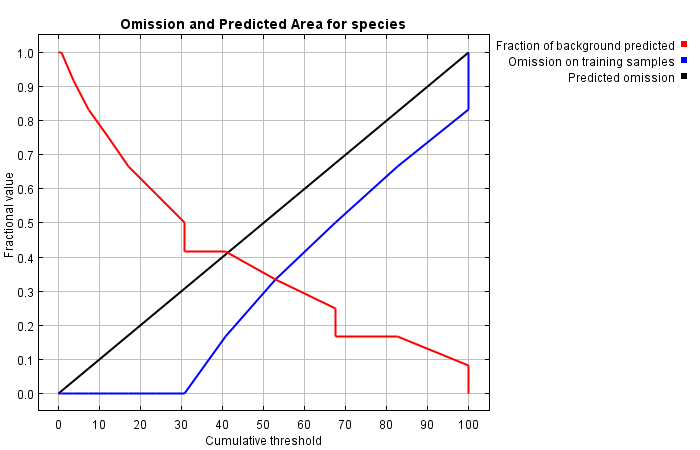 Omission and Predicted Area for species
Fraction of background predicted
Omission on training samples
Predicted omission
Fractional value
1.0
0.9
0.8
0.7
0.6
0.5
0.4
0.3
0.2
0.1
0.0
0 10 20 30 40 50 60 70 80 90 100
Cumulative threshold